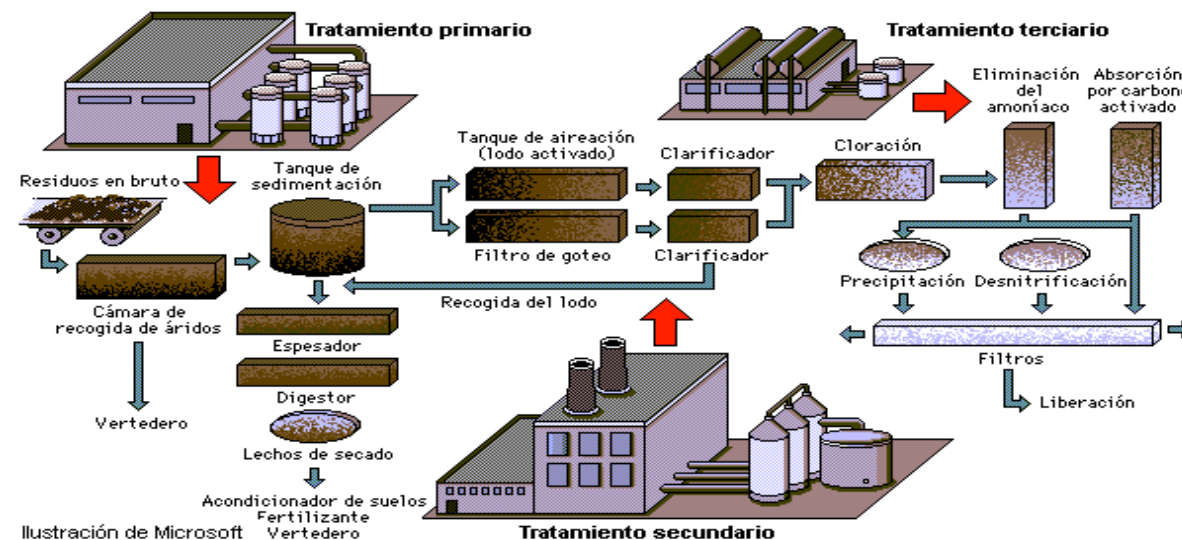 Tratamiento primario
Tratamiento terciario
Eliminación
del
amoníaco
Absorción
por carbono
activado
Tanque de aireación
(lodo activado)
Clarificador
Cloración
Tanque de
sedimentación
Residuos en bruto
Filtro de goteo
Clarificador
Precipitación
Desnitrificación
Recogida del lodo
Cámara de
recogida de áridos
Espesador
Filtros
Digestor
Vertedero
Liberación
Lechos de secado
Acondicionador de suelos
Fertilizante
Vertedero
Ilustración de Microsoft
Tratamiento secundario